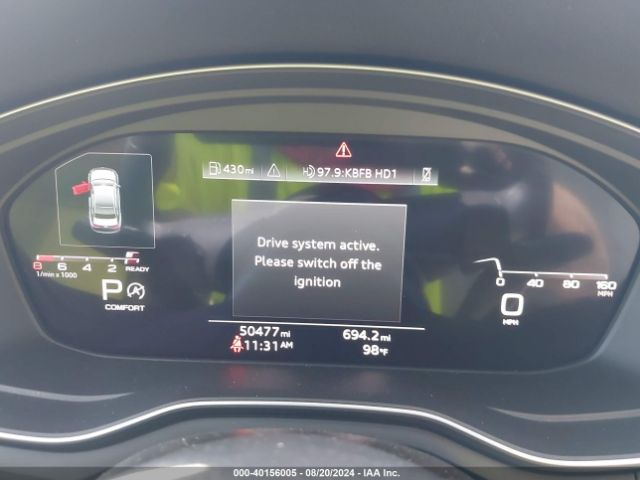 430mi 97.9:KBFB HD1
Drive system active.
Please switch off the
ignition
8 6 4 2 READY
1/min x 1000
P
COMFORT
0 40 80 160
MPH
0
MPH
50477mi 694.2mi
11:31AM 98°F
000-40156005 - 08/20/2024 - IAA Inc.